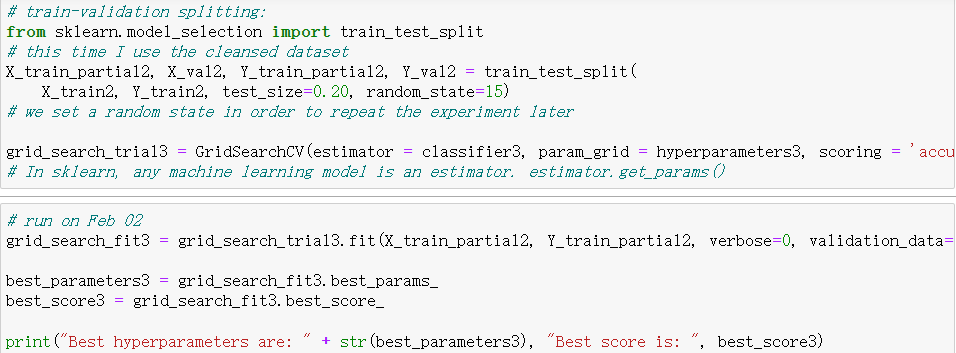 # train-validation splitting:
from sklearn.model_selection import train_test_split
# this time I use the cleansed dataset
X_train_partial2, X_val2, Y_train_partial2, Y_val2 = train_test_split(
    X_train2, Y_train2, test_size=0.20, random_state=15)
# we set a random state in order to repeat the experiment later
grid_search_trial3 = GridSearchCV(estimator = classifier3, param_grid = hyperparameters3, scoring = 'accu
# In sklearn, any machine learning model is an estimator. estimator.get_params()
# run on Feb 02
grid_search_fit3 = grid_search_trial3.fit(X_train_partial2, Y_train_partial2, verbose=0, validation_data=
best_parameters3 = grid_search_fit3.best_params_
best_score3 = grid_search_fit3.best_score_
print("Best hyperparameters are: " + str(best_parameters3), "Best score is: ", best_score3)